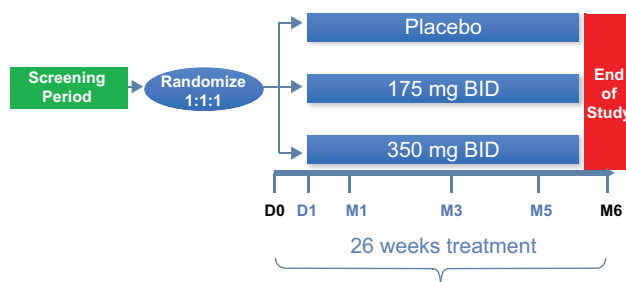 Placebo
Screening
Period
Randomize
1:1:1
175 mg BID
350 mg BID
End
of
Study
D0 D1 M1 M3 M5 M6
26 weeks treatment